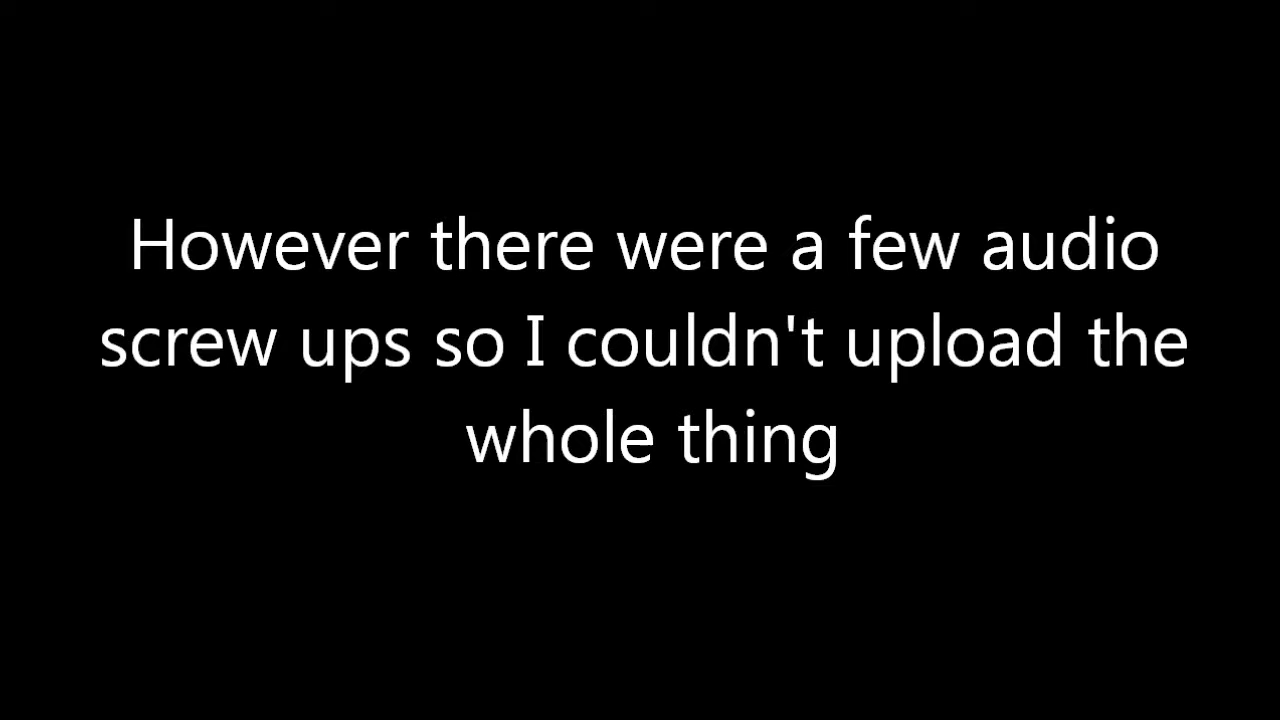 However there were a few audio
screw ups so I couldn't upload the
whole thing